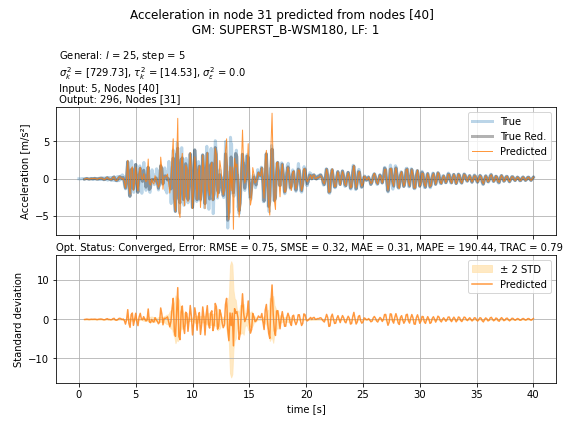 Acceleration in node 31 predicted from nodes [40]
GM: SUPERST_B-WSM180, LF: 1
General: l = 25, step = 5
σ²ₖ = [729.73], τ²ₖ = [14.53], σ²ε = 0.0
Input: 5, Nodes [40]
Output: 296, Nodes [31]
Acceleration [m/s²]
5
0
−5
True
True Red.
Predicted
Opt. Status: Converged, Error: RMSE = 0.75, SMSE = 0.32, MAE = 0.31, MAPE = 190.44, TRAC = 0.79
Standard deviation
10
0
−10
± 2 STD
Predicted
0 5 10 15 20 25 30 35 40
time [s]